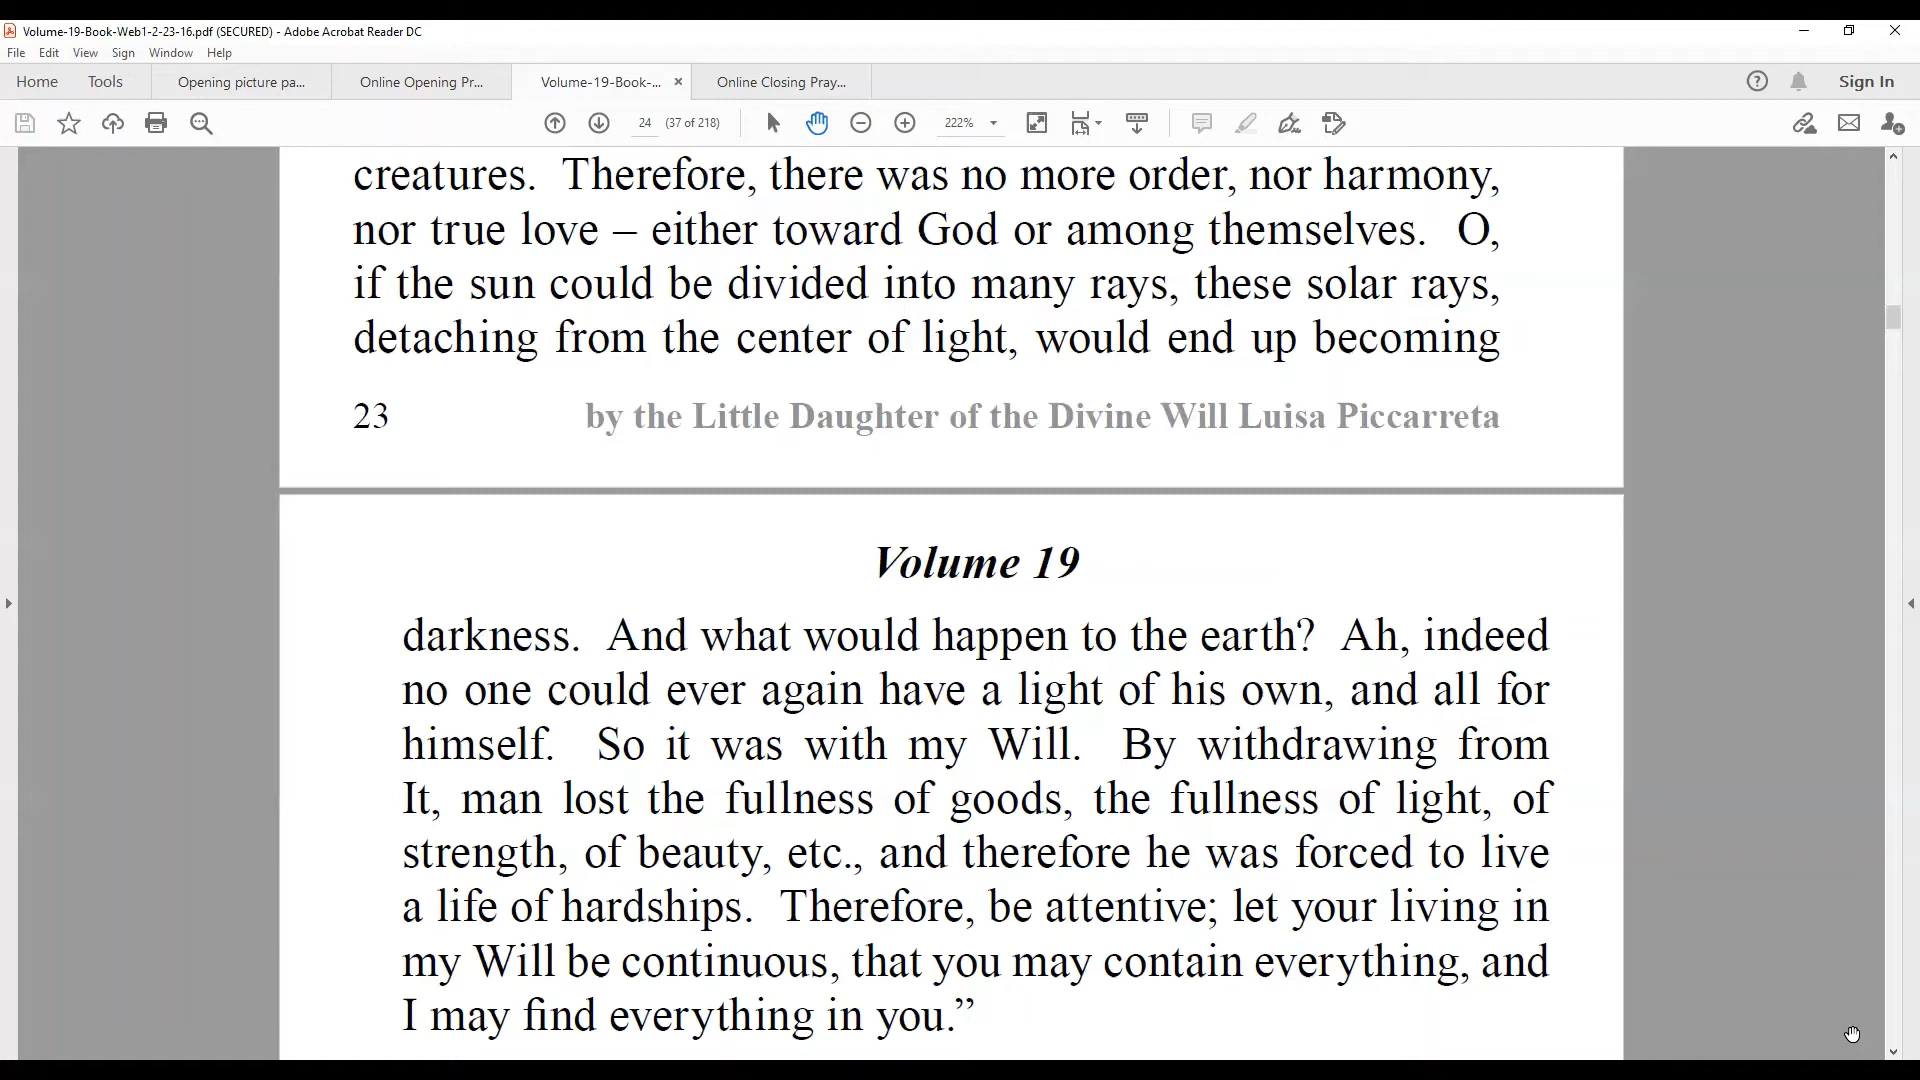 Volume-19-Book-Web1-2-23-16.pdf (SECURED) - Adobe Acrobat Reader DC
File Edit View Sign Window Help
Home Tools Opening picture pa... Online Opening Pr... Volume-19-Book-... × Online Closing Pray... Sign In
24 (37 of 218) 222%
creatures. Therefore, there was no more order, nor harmony,
nor true love – either toward God or among themselves. O,
if the sun could be divided into many rays, these solar rays,
detaching from the center of light, would end up becoming
23 by the Little Daughter of the Divine Will Luisa Piccarreta
Volume 19
darkness. And what would happen to the earth? Ah, indeed
no one could ever again have a light of his own, and all for
himself. So it was with my Will. By withdrawing from
It, man lost the fullness of goods, the fullness of light, of
strength, of beauty, etc., and therefore he was forced to live
a life of hardships. Therefore, be attentive; let your living in
my Will be continuous, that you may contain everything, and
I may find everything in you.”